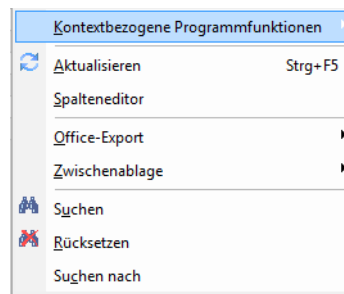 Kontextbezogene Programmfunktionen
Aktualisieren Strg+F5
Spalteneditor
Office-Export
Zwischenablage
Suchen
Rücksetzen
Suchen nach